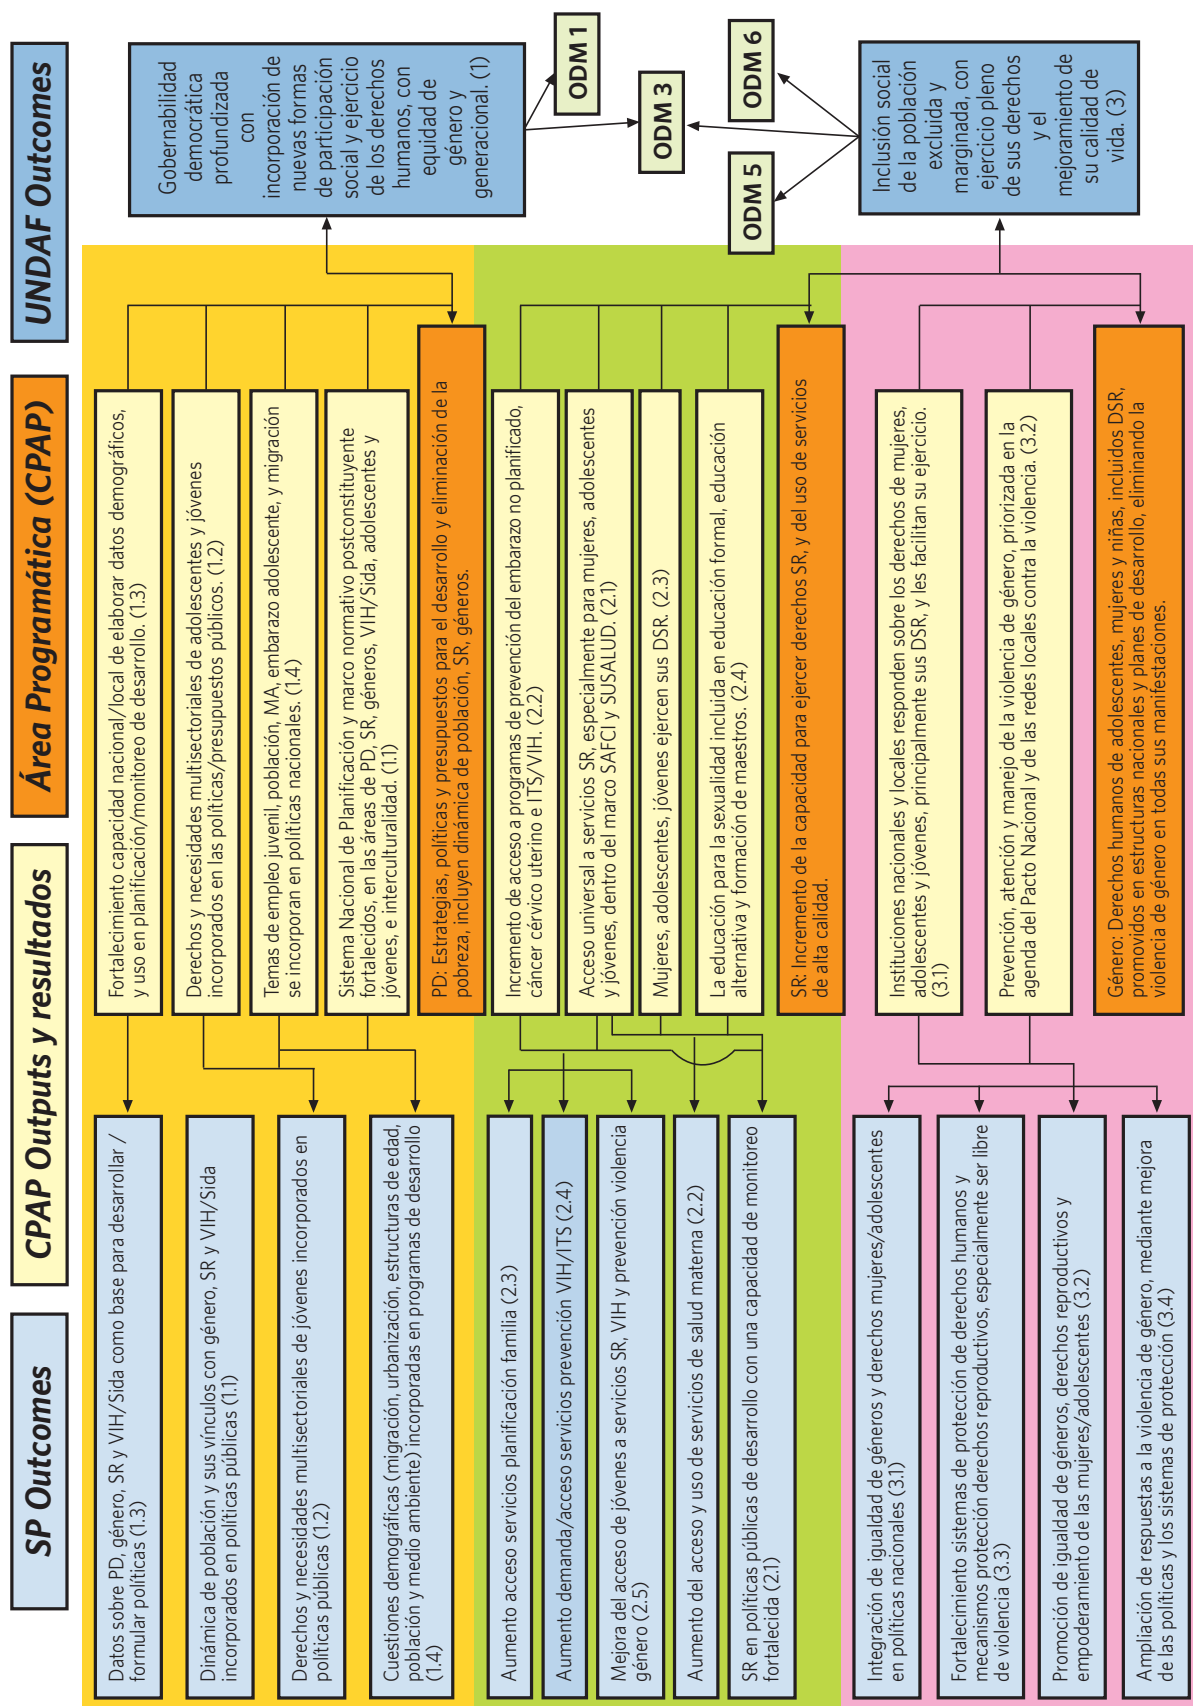 SP Outcomes
CPAP Outputs y resultados
Área Programática (CPAP)
UNDAF Outcomes
Datos sobre PD, género, SR y VIH/Sida como base para desarrollar /
formular políticas (1.3)
Dinámica de población y sus vínculos con género, SR y VIH/Sida
incorporados en políticas públicas (1.1)
Derechos y necesidades multisectoriales de jóvenes incorporados en
políticas públicas (1.2)
Cuestiones demográficas (migración, urbanización, estructuras de edad,
población y medio ambiente) incorporadas en programas de desarrollo
(1.4)
Aumento acceso servicios planificación familia (2.3)
Aumento demanda/acceso servicios prevención VIH/ITS (2.4)
Mejora del acceso de jóvenes a servicios SR, VIH y prevención violencia
género (2.5)
Aumento del acceso y uso de servicios de salud materna (2.2)
SR en políticas públicas de desarrollo con una capacidad de monitoreo
fortalecida (2.1)
Integración de igualdad de géneros y derechos mujeres/adolescentes
en políticas nacionales (3.1)
Fortalecimiento sistemas de protección de derechos humanos y
mecanismos protección derechos reproductivos, especialmente ser libre
de violencia (3.3)
Promoción de igualdad de géneros, derechos reproductivos y
empoderamiento de las mujeres/adolescentes (3.2)
Ampliación de respuestas a la violencia de género, mediante mejora
de las políticas y los sistemas de protección (3.4)
Fortalecimiento capacidad nacional/local de elaborar datos demográficos,
y uso en planificación/monitoreo de desarrollo. (1.3)
Derechos y necesidades multisectoriales de adolescentes y jóvenes
incorporados en las políticas/presupuestos públicos. (1.2)
Temas de empleo juvenil, población, MA, embarazo adolescente, y migración
se incorporan en políticas nacionales. (1.4)
Sistema Nacional de Planificación y marco normativo postconstituyente
fortalecidos, en las áreas de PD, SR, géneros, VIH/Sida, adolescentes y
jóvenes, e interculturalidad. (1.1)
PD: Estrategias, políticas y presupuestos para el desarrollo y eliminación de la
pobreza, incluyen dinámica de población, SR, géneros.
Incremento de acceso a programas de prevención del embarazo no planificado,
cáncer cérvico uterino e ITS/VIH. (2.2)
Acceso universal a servicios SR, especialmente para mujeres, adolescentes
y jóvenes, dentro del marco SAFCI y SUSALUD. (2.1)
Mujeres, adolescentes, jóvenes ejercen sus DSR. (2.3)
La educación para la sexualidad incluida en educación formal, educación
alternativa y formación de maestros. (2.4)
SR: Incremento de la capacidad para ejercer derechos SR, y del uso de servicios
de alta calidad.
Instituciones nacionales y locales responden sobre los derechos de mujeres,
adolescentes y jóvenes, principalmente sus DSR, y les facilitan su ejercicio.
(3.1)
Prevención, atención y manejo de la violencia de género, priorizada en la
agenda del Pacto Nacional y de las redes locales contra la violencia. (3.2)
Género: Derechos humanos de adolescentes, mujeres y niñas, incluidos DSR,
promovidos en estructuras nacionales y planes de desarrollo, eliminando la
violencia de género en todas sus manifestaciones.
Gobernabilidad
democrática
profundizada
con
incorporación de
nuevas formas
de participación
social y ejercicio
de los derechos
humanos, con
equidad de
género y
generacional. (1)
ODM 1
ODM 3
ODM 5
ODM 6
Inclusión social
de la población
excluida y
marginada, con
ejercicio pleno
de sus derechos
y el
mejoramiento de
su calidad de
vida. (3)